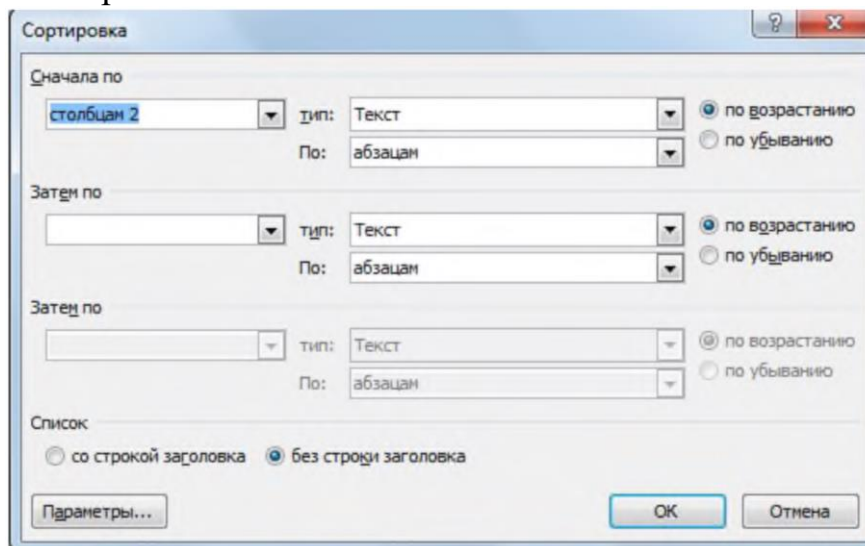 Сортировка
Сначала по
столбцам 2 тип: Текст по возрастанию
По: абзацам по убыванию
Затем по
тип: Текст по возрастанию
По: абзацам по убыванию
Затем по
тип: Текст по возрастанию
По: абзацам по убыванию
Список
со строкой заголовка без строки заголовка
Параметры... ОК Отмена